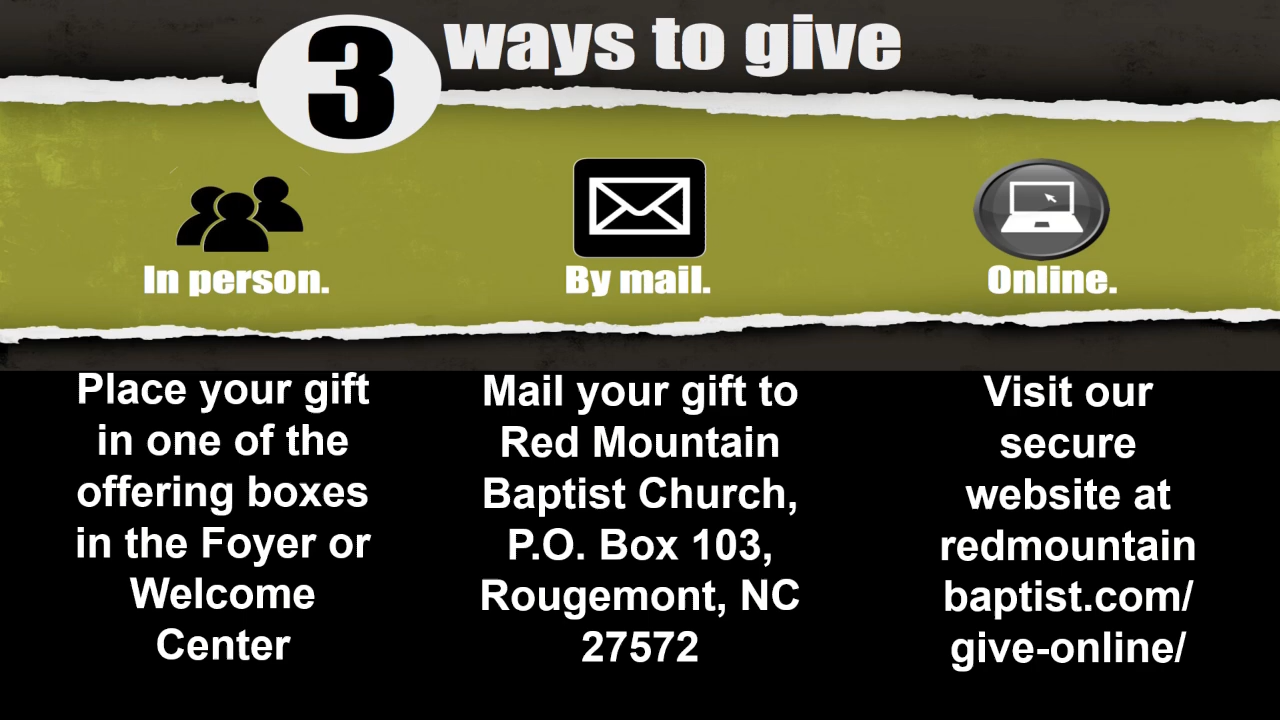 3 ways to give
In person.
By mail.
Online.
Place your gift
in one of the
offering boxes
in the Foyer or
Welcome
Center
Mail your gift to
Red Mountain
Baptist Church,
P.O. Box 103,
Rougemont, NC
27572
Visit our
secure
website at
redmountain
baptist.com/
give-online/